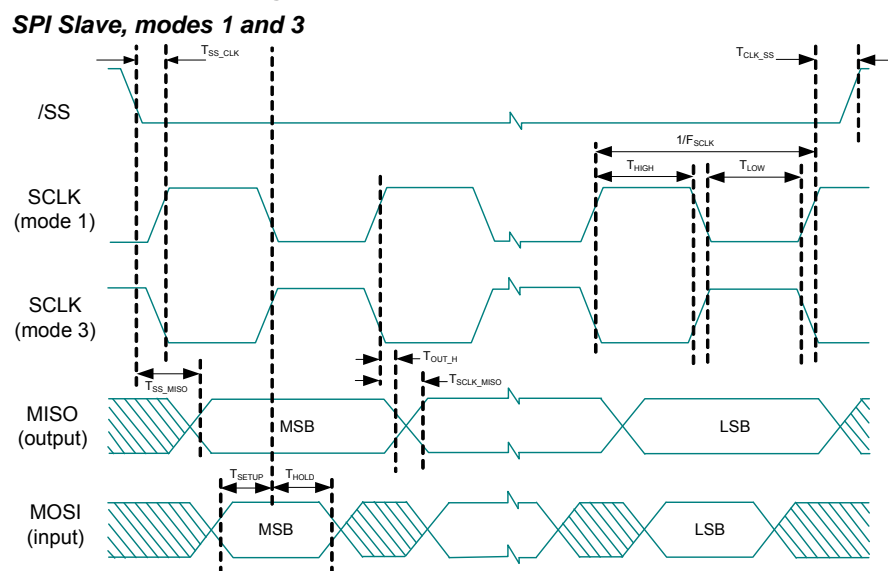 SPI Slave, modes 1 and 3
TSS_CLK
TCLK_SS
/SS
1/FSCLK
THIGH
TLOW
SCLK
(mode 1)
SCLK
(mode 3)
TOUT_H
TSS_MISO
TSCLK_MISO
MISO
(output)
MSB
LSB
TSETUP
THOLD
MOSI
(input)
MSB
LSB